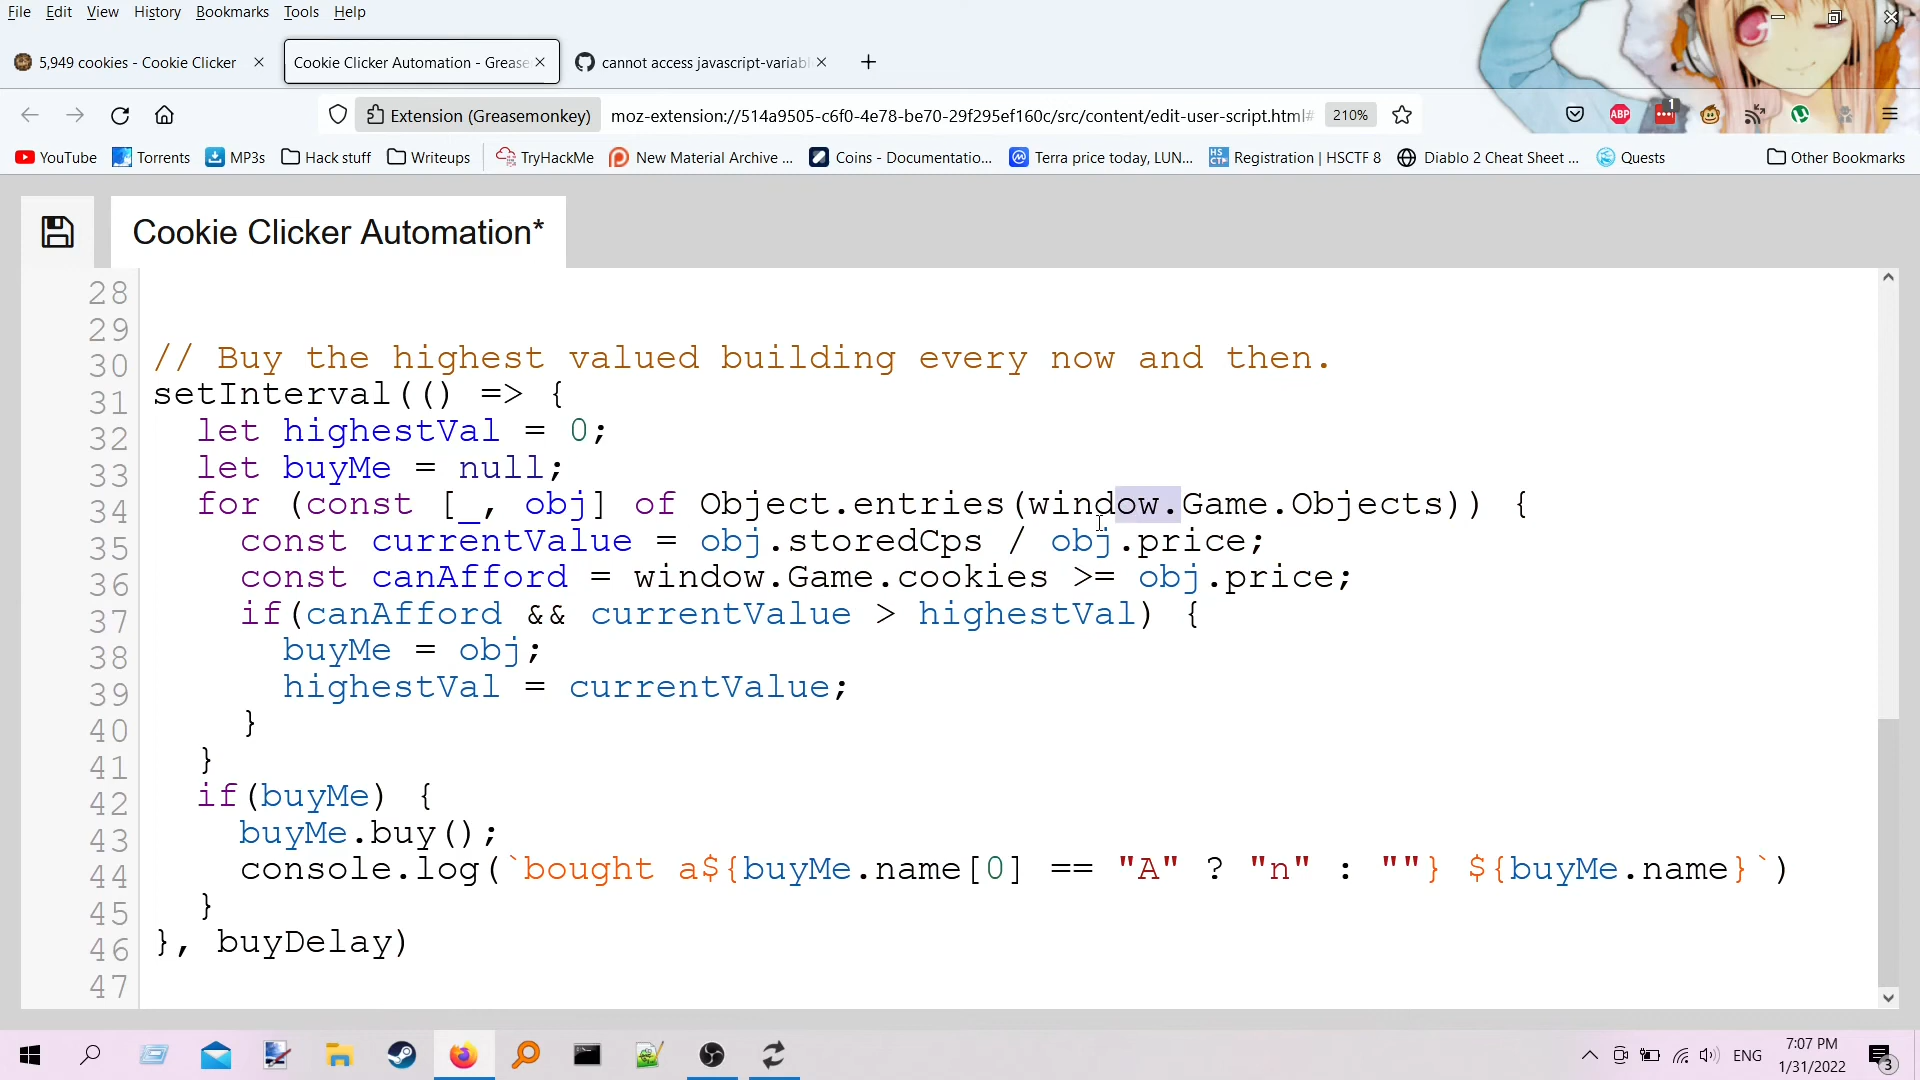 File Edit View History Bookmarks Tools Help
5,949 cookies - Cookie Clicker
Cookie Clicker Automation - Grease
cannot access javascript-variabl
Extension (Greasemonkey) moz-extension://514a9505-c6f0-4e78-be70-29f295ef160c/src/content/edit-user-script.html# 210% ABP 1
YouTube Torrents MP3s Hack stuff Writeups TryHackMe New Material Archive ... Coins - Documentatio... Terra price today, LUN... Registration | HSCTF 8 Diablo 2 Cheat Sheet ... Quests Other Bookmarks
Cookie Clicker Automation*
28
29
30 // Buy the highest valued building every now and then.
31 setInterval(() => {
32 let highestVal = 0;
33 let buyMe = null;
34 for (const [_, obj] of Object.entries(window.Game.Objects)) {
35 const currentValue = obj.storedCps / obj.price;
36 const canAfford = window.Game.cookies >= obj.price;
37 if(canAfford && currentValue > highestVal) {
38 buyMe = obj;
39 highestVal = currentValue;
40 }
41 }
42 if(buyMe) {
43 buyMe.buy();
44 console.log(`bought a${buyMe.name[0] == "A" ? "n" : ""} ${buyMe.name}`)
45 }
46 }, buyDelay)
47
ENG
7:07 PM
1/31/2022
3